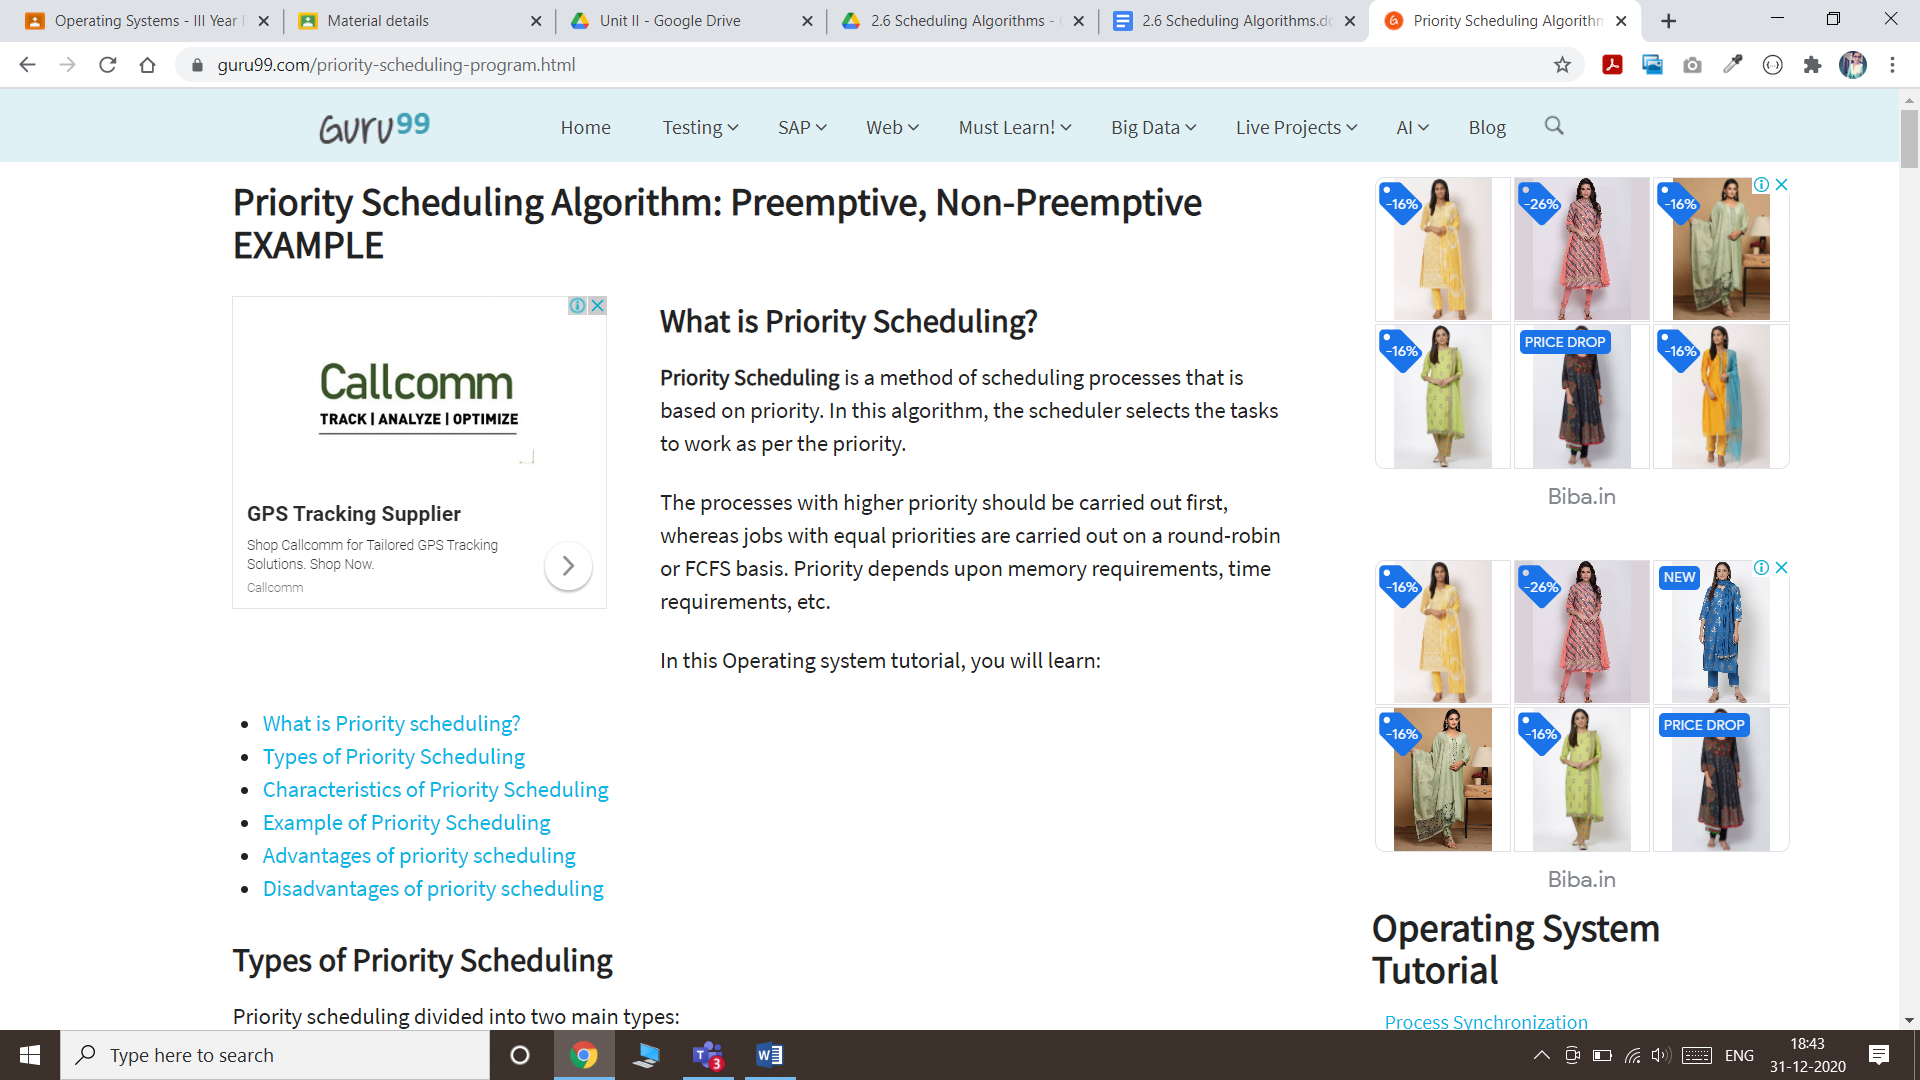 Operating Systems - III Year
Material details
Unit II - Google Drive
2.6 Scheduling Algorithms -
2.6 Scheduling Algorithms.do
Priority Scheduling Algorithm
guru99.com/priority-scheduling-program.html
Guru99
Home
Testing
SAP
Web
Must Learn!
Big Data
Live Projects
AI
Blog
Priority Scheduling Algorithm: Preemptive, Non-Preemptive
EXAMPLE
Callcomm
TRACK | ANALYZE | OPTIMIZE
GPS Tracking Supplier
Shop Callcomm for Tailored GPS Tracking
Solutions. Shop Now.
Callcomm
What is Priority Scheduling?
Priority Scheduling is a method of scheduling processes that is
based on priority. In this algorithm, the scheduler selects the tasks
to work as per the priority.
The processes with higher priority should be carried out first,
whereas jobs with equal priorities are carried out on a round-robin
or FCFS basis. Priority depends upon memory requirements, time
requirements, etc.
In this Operating system tutorial, you will learn:
What is Priority scheduling?
Types of Priority Scheduling
Characteristics of Priority Scheduling
Example of Priority Scheduling
Advantages of priority scheduling
Disadvantages of priority scheduling
Types of Priority Scheduling
Priority scheduling divided into two main types:
-16%
-26%
-16%
-16%
PRICE DROP
-16%
Biba.in
-16%
-26%
NEW
-16%
-16%
PRICE DROP
Biba.in
Operating System
Tutorial
Process Synchronization
Type here to search
3
ENG
18:43
31-12-2020